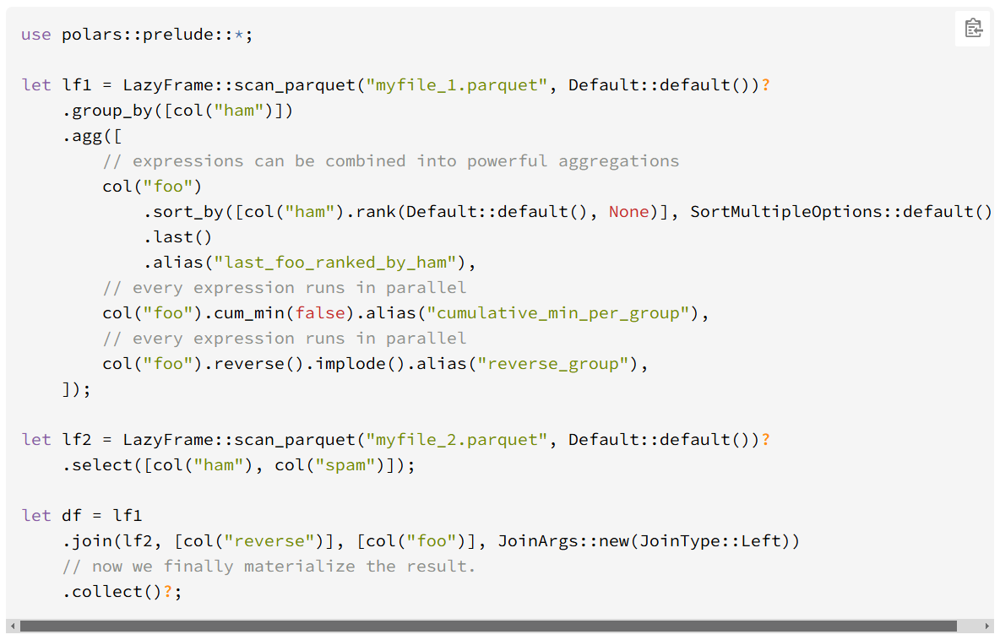 use polars::prelude::*;

let lf1 = LazyFrame::scan_parquet("myfile_1.parquet", Default::default())?
    .group_by([col("ham")])
    .agg([
        // expressions can be combined into powerful aggregations
        col("foo")
            .sort_by([col("ham").rank(Default::default(), None)], SortMultipleOptions::default()
            .last()
            .alias("last_foo_ranked_by_ham"),
        // every expression runs in parallel
        col("foo").cum_min(false).alias("cumulative_min_per_group"),
        // every expression runs in parallel
        col("foo").reverse().implode().alias("reverse_group"),
    ]);

let lf2 = LazyFrame::scan_parquet("myfile_2.parquet", Default::default())?
    .select([col("ham"), col("spam")]);

let df = lf1
    .join(lf2, [col("reverse")], [col("foo")], JoinArgs::new(JoinType::Left))
    // now we finally materialize the result.
    .collect()?;